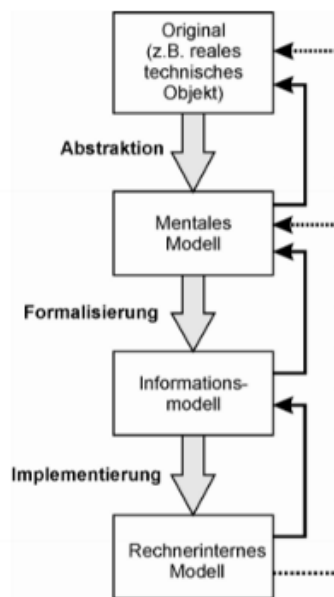 Original
(z.B. reales
technisches
Objekt)
Abstraktion
Mentales
Modell
Formalisierung
Informations-
modell
Implementierung
Rechnerinternes
Modell